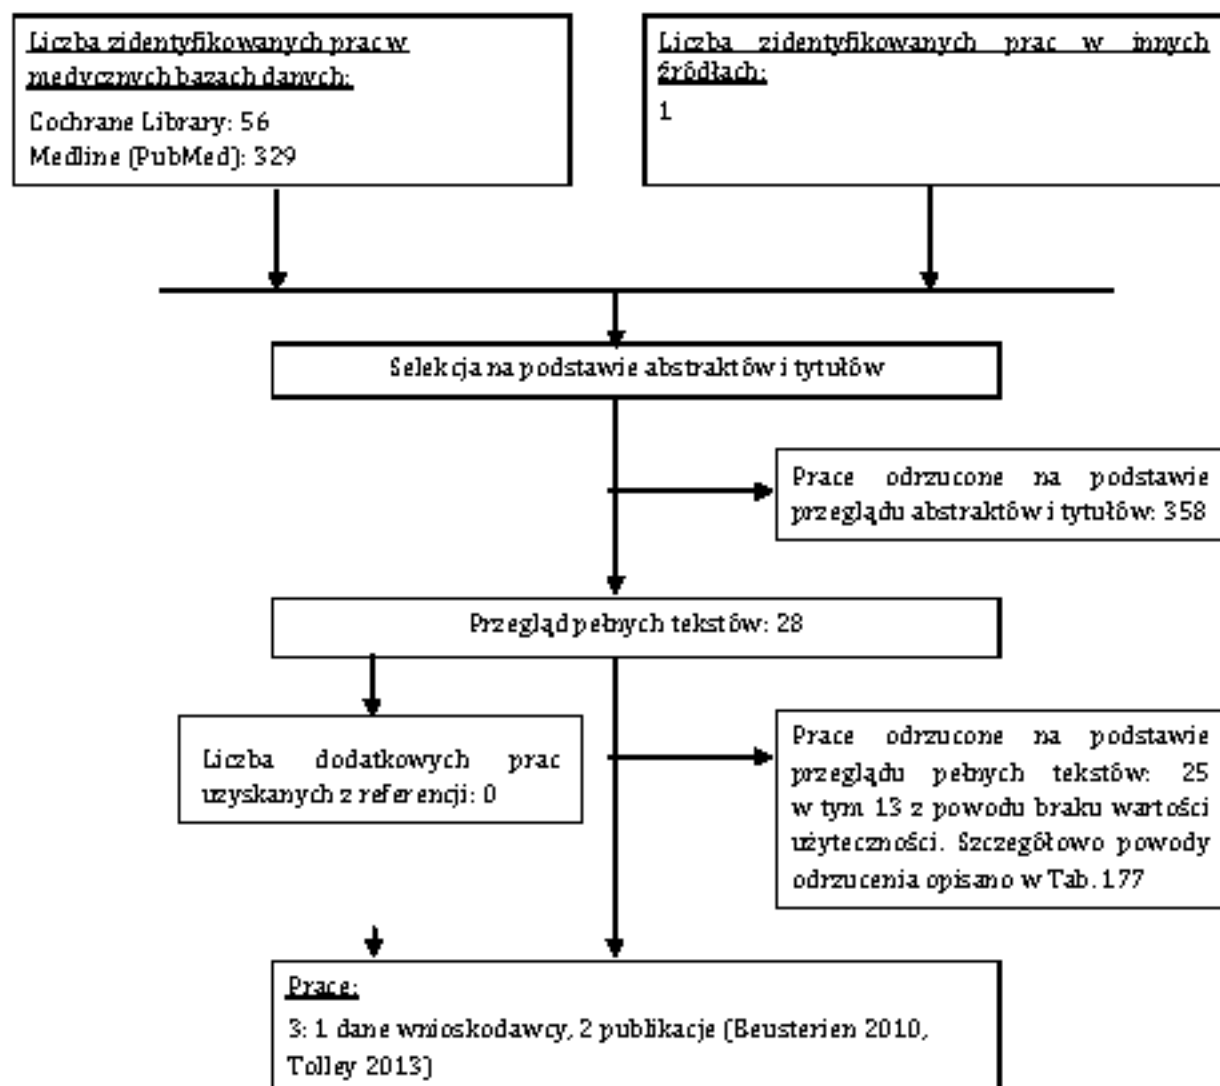 Liczba zidentyfikowanych prac w
medycznych bazach danych:
Cochrane Library: 56
Medline (PubMed): 329
Liczba zidentyfikowanych prac w innych
źródłach:
1
Selekcja na podstawie abstraktów i tytułów
Prace odrzucone na podstawie
przeglądu abstraktów i tytułów: 358
Przegląd pełnych tekstów: 28
Liczba dodatkowych prac
uzyskanych z referencji: 0
Prace odrzucone na podstawie
przeglądu pełnych tekstów: 25
w tym 13 z powodu braku wartości
użyteczności. Szczegółowo powody
odrzucenia opisano w Tab. 177
Prace:
3: 1 dane wnioskodawcy, 2 publikacje (Beusterien 2010,
Tolley 2013)